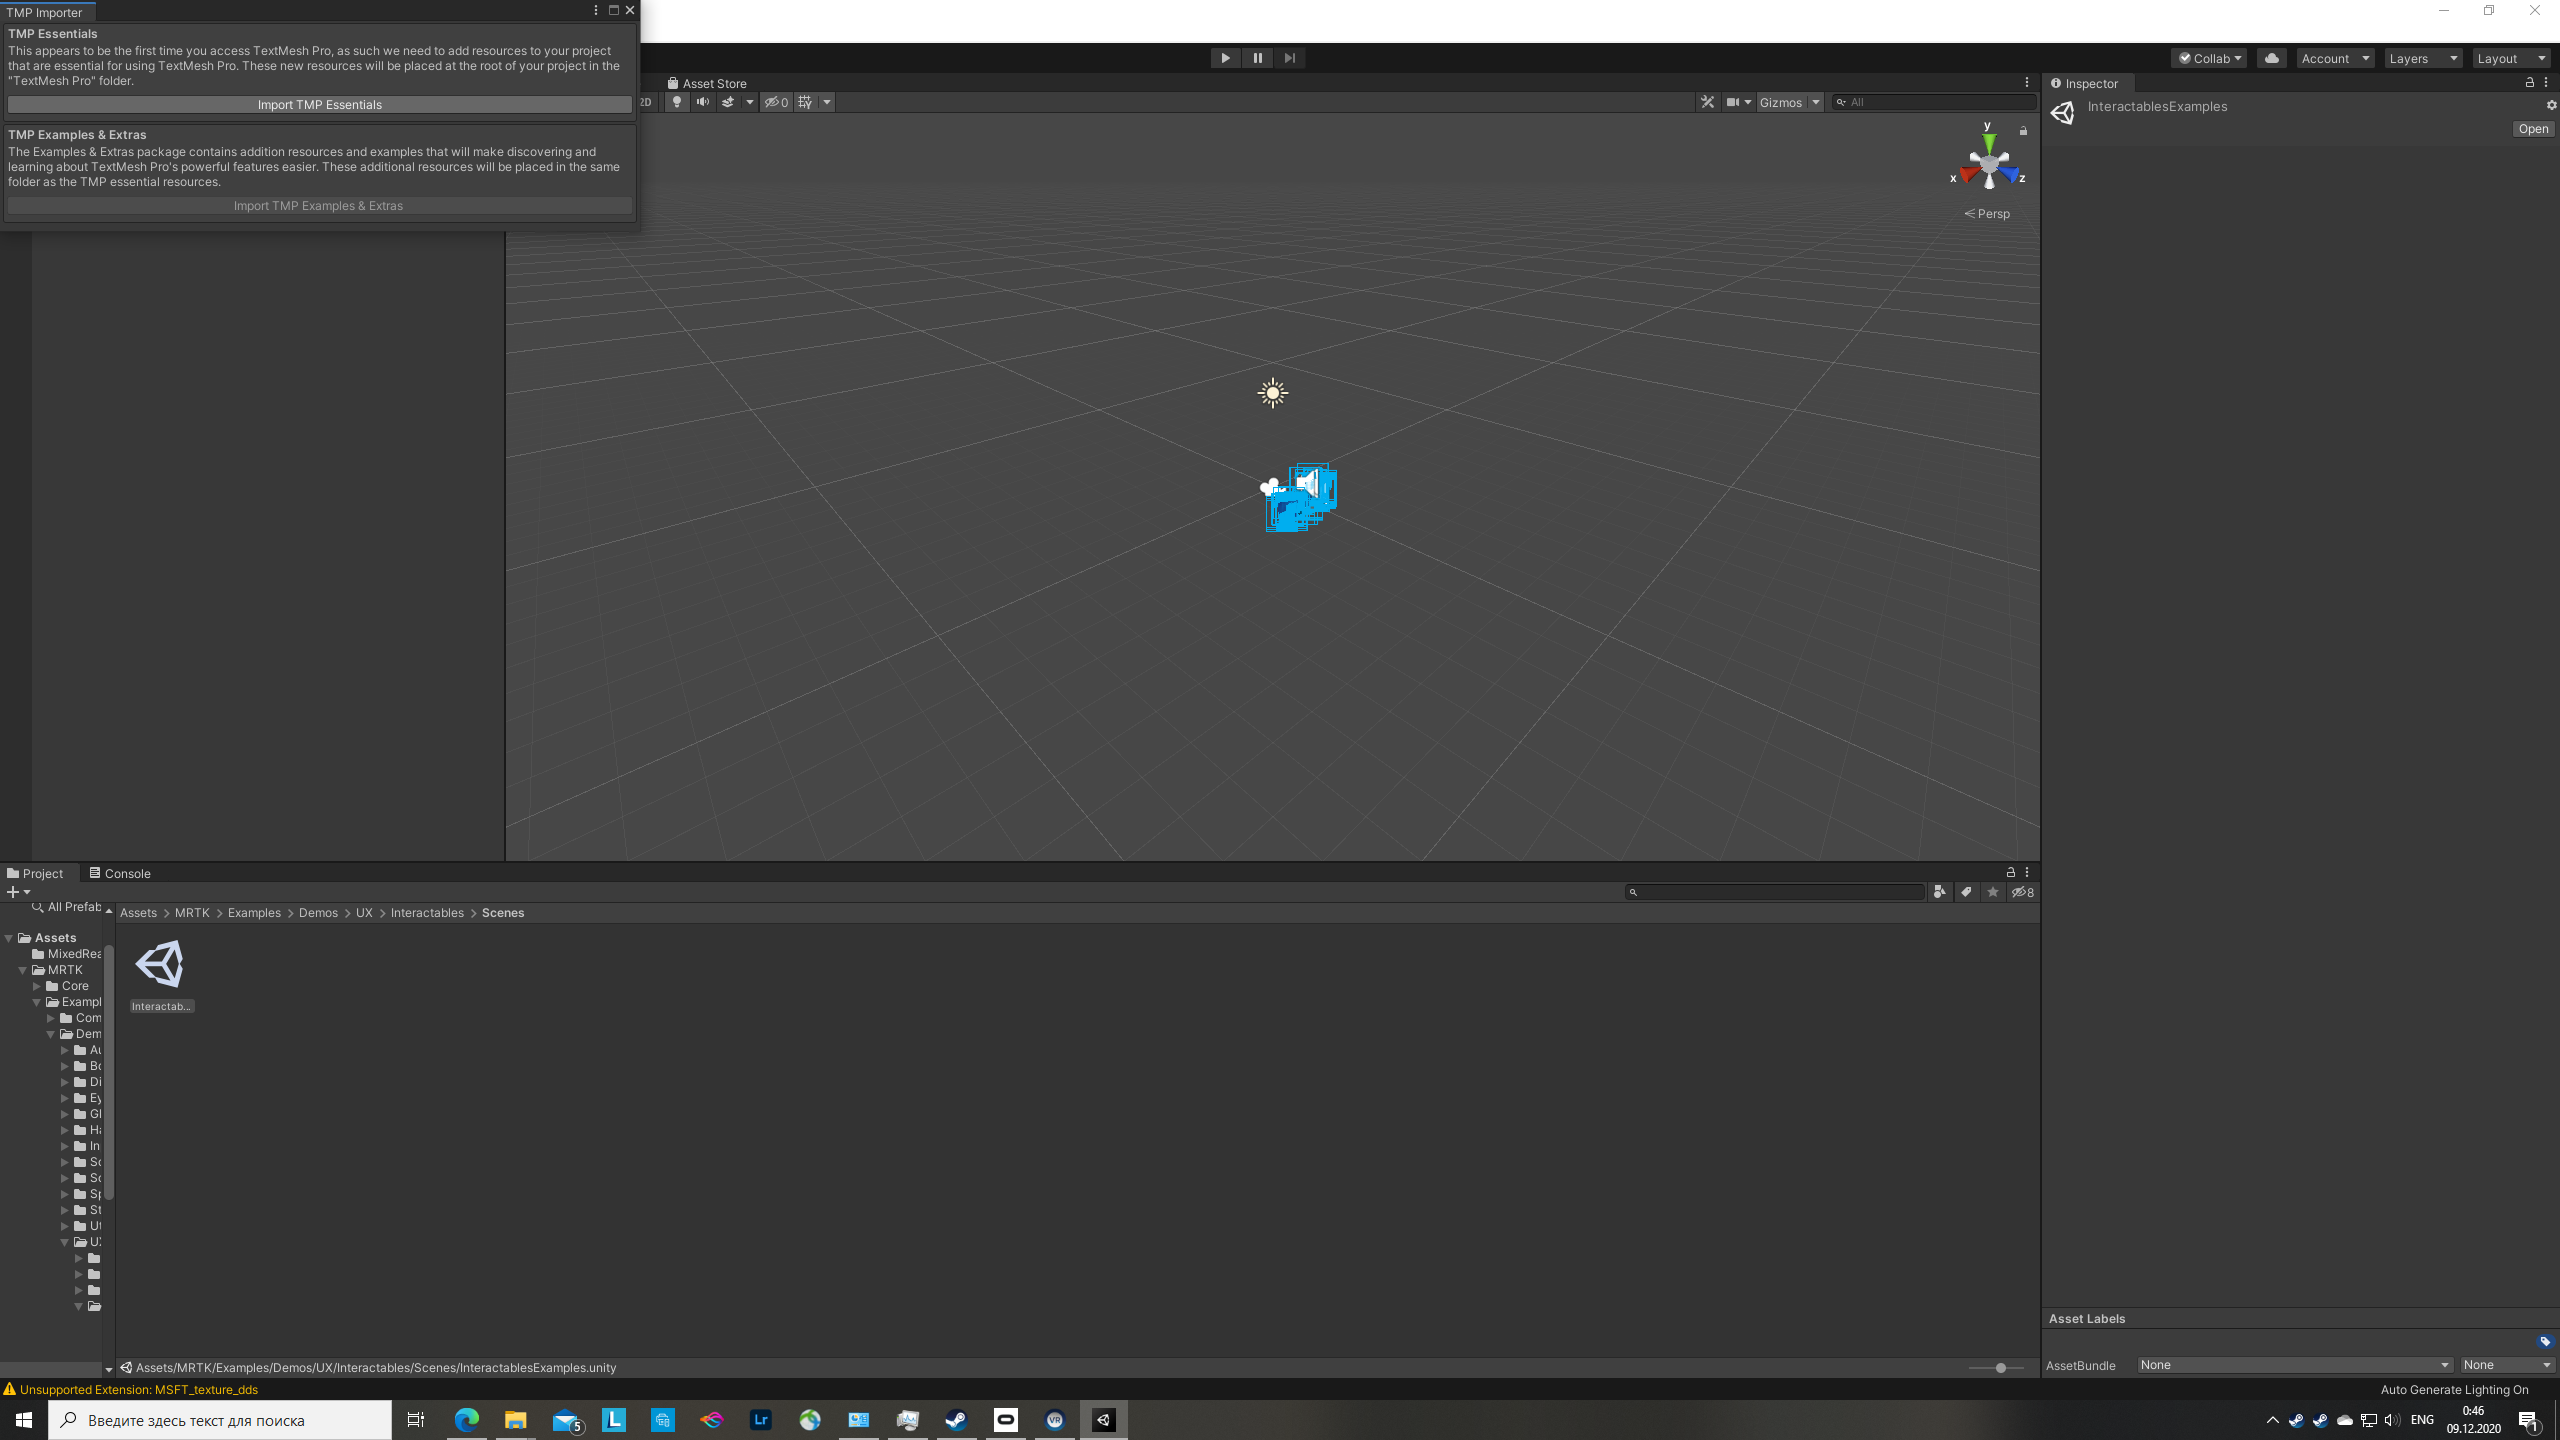 TMP Importer
TMP Essentials
This appears to be the first time you access TextMesh Pro, as such we need to add resources to your project
that are essential for using TextMesh Pro. These new resources will be placed at the root of your project in the
"TextMesh Pro" folder.
Import TMP Essentials
TMP Examples & Extras
The Examples & Extras package contains addition resources and examples that will make discovering and
learning about TextMesh Pro's powerful features easier. These additional resources will be placed in the same
folder as the TMP essential resources.
Import TMP Examples & Extras
Collab Account Layers Layout
Asset Store
2D 0 Gizmos All
y
x z
Persp
Inspector
InteractablesExamples
Open
Project Console
8
All Prefab
Assets MRTK Examples Demos UX Interactables Scenes
Assets
MixedRea
MRTK
Core
Exampl
Com
Dem
Au
Bo
Di
Ey
Gl
Ha
In
Sc
Sc
Sp
St
Ut
UX
Interactab...
Assets/MRTK/Examples/Demos/UX/Interactables/Scenes/InteractablesExamples.unity
Asset Labels
AssetBundle None None
Unsupported Extension: MSFT_texture_dds
Auto Generate Lighting On
Введите здесь текст для поиска
5
L
Lr
VR
ENG
0:46
09.12.2020
1